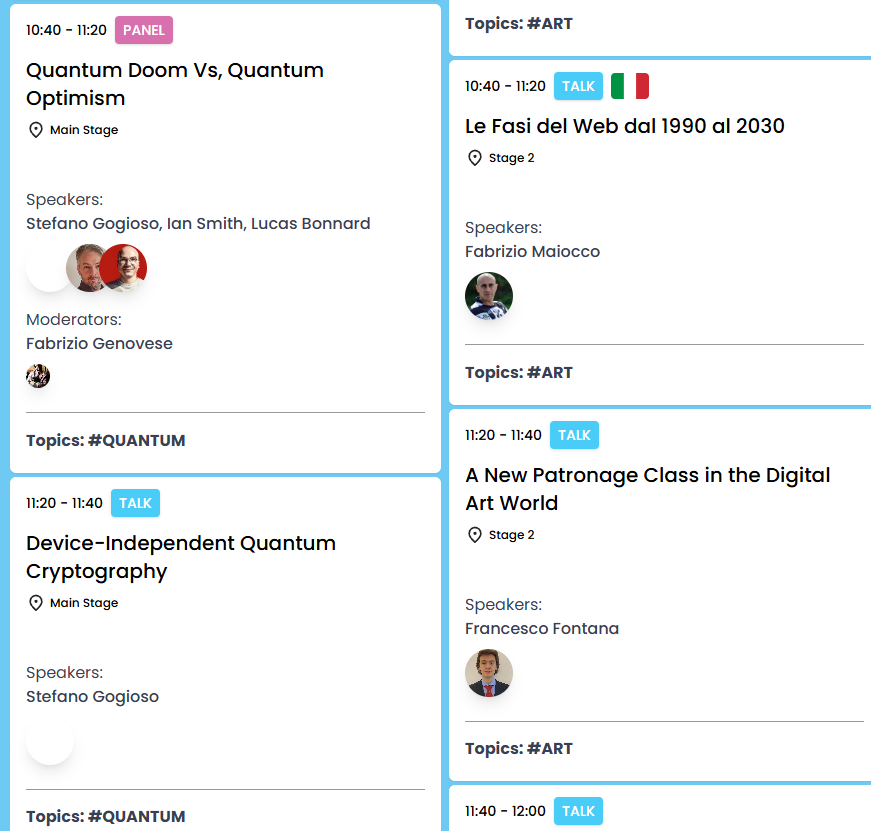 10:40 - 11:20 PANEL
Quantum Doom Vs, Quantum
Optimism
Main Stage
Speakers:
Stefano Gogioso, Ian Smith, Lucas Bonnard
Moderators:
Fabrizio Genovese
Topics: #QUANTUM
11:20 - 11:40 TALK
Device-Independent Quantum
Cryptography
Main Stage
Speakers:
Stefano Gogioso
Topics: #QUANTUM
Topics: #ART
10:40 - 11:20 TALK
Le Fasi del Web dal 1990 al 2030
Stage 2
Speakers:
Fabrizio Maiocco
Topics: #ART
11:20 - 11:40 TALK
A New Patronage Class in the Digital
Art World
Stage 2
Speakers:
Francesco Fontana
Topics: #ART
11:40 - 12:00 TALK